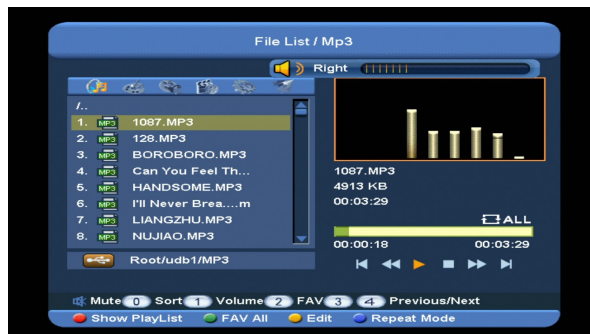 File List / Mp3
Right
/..
1. MP3 1087.MP3
2. MP3 128.MP3
3. MP3 BOROBORO.MP3
4. MP3 Can You Feel Th...
5. MP3 HANDSOME.MP3
6. MP3 I'll Never Brea....m
7. MP3 LIANGZHU.MP3
8. MP3 NUJIAO.MP3
Root/udb1/MP3
1087.MP3
4913 KB
00:03:29
ALL
00:00:18 00:03:29
Mute 0 Sort 1 Volume 2 FAV 3 4 Previous/Next
Show PlayList FAV All Edit Repeat Mode